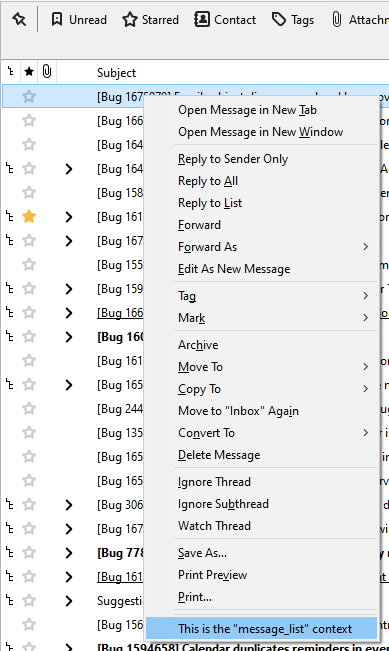 Unread Starred Contact Tags Attachm
Subject
[Bug
Open Message in New Tab
[Bug 166
Open Message in New Window
[Bug 164
Reply to Sender Only
[Bug 164
Reply to All
[Bug 158
Reply to List
[Bug 161
Forward
[Bug 167
Forward As
[Bug 155
Edit As New Message
[Bug 159
Tag
[Bug 166
Mark
[Bug 160
Archive
[Bug 161
Move To
[Bug 165
Copy To
[Bug 244
Move to "Inbox" Again
[Bug 135
Convert To
[Bug 165
Delete Message
[Bug 165
Ignore Thread
[Bug 306
Ignore Subthread
[Bug 167
Watch Thread
[Bug 778
Save As...
[Bug 161
Print Preview
Suggestio
Print...
[Bug 156
This is the "message_list" context
[Bug 1594658] Calendar duplicates reminders in